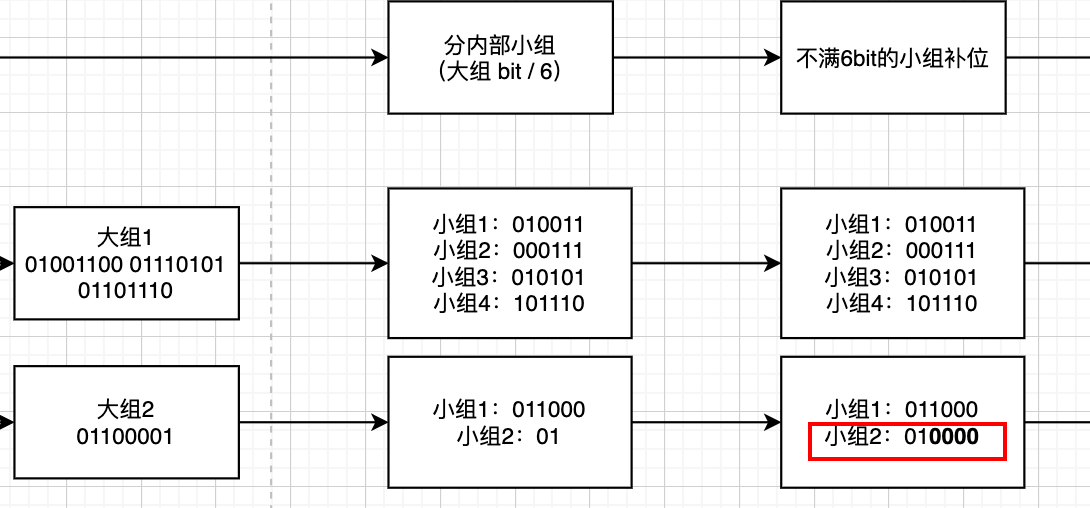 分内部小组
（大组 bit / 6）
不满6bit的小组补位
大组1
01001100 01110101
01101110
小组1：010011
小组2：000111
小组3：010101
小组4：101110
小组1：010011
小组2：000111
小组3：010101
小组4：101110
大组2
01100001
小组1：011000
小组2：01
小组1：011000
小组2：010000